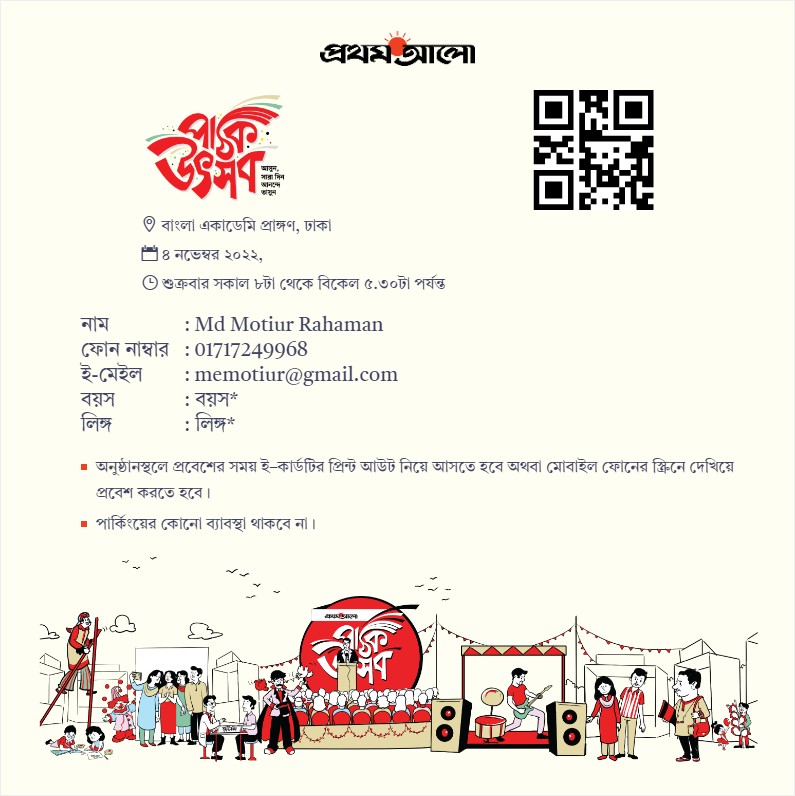 প্রথম আলো
পাঠক
উৎসব
আসুন,
সারা দিন
আনন্দে
ভাসুন
বাংলা একাডেমি প্রাঙ্গণ, ঢাকা
৪ নভেম্বর ২০২২,
শুক্রবার সকাল ৮টা থেকে বিকেল ৫.৩০টা পর্যন্ত
নাম : Md Motiur Rahaman
ফোন নাম্বার : 01717249968
ই-মেইল : memotiur@gmail.com
বয়স : বয়স*
লিঙ্গ : লিঙ্গ*
অনুষ্ঠানস্থলে প্রবেশের সময় ই-কার্ডটির প্রিন্ট আউট নিয়ে আসতে হবে অথবা মোবাইল ফোনের স্ক্রিনে দেখিয়ে
প্রবেশ করতে হবে।
পার্কিংয়ের কোনো ব্যাবস্থা থাকবে না।
প্রথম আলো
পাঠক
উৎসব